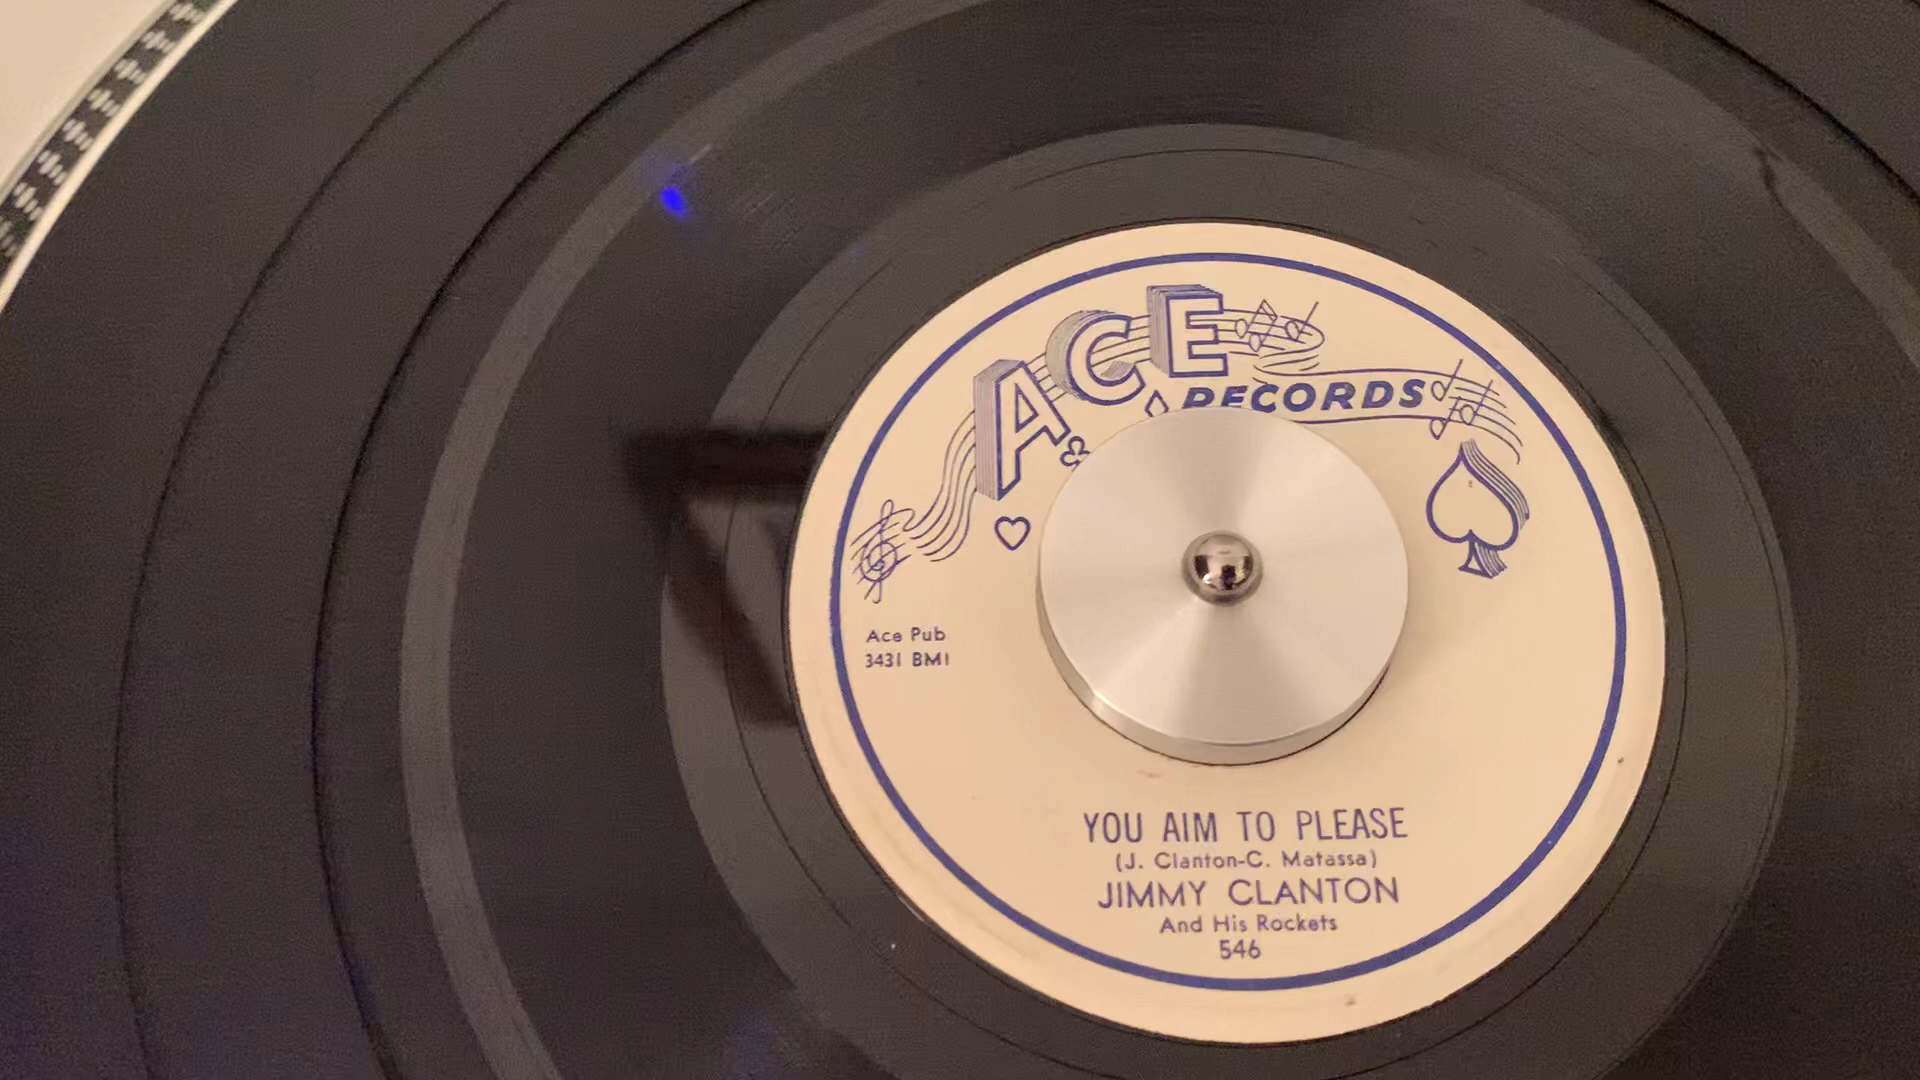 ACE
RECORDS
Ace Pub
3431 BMI
YOU AIM TO PLEASE
(J. Clanton-C. Matassa)
JIMMY CLANTON
And His Rockets
546